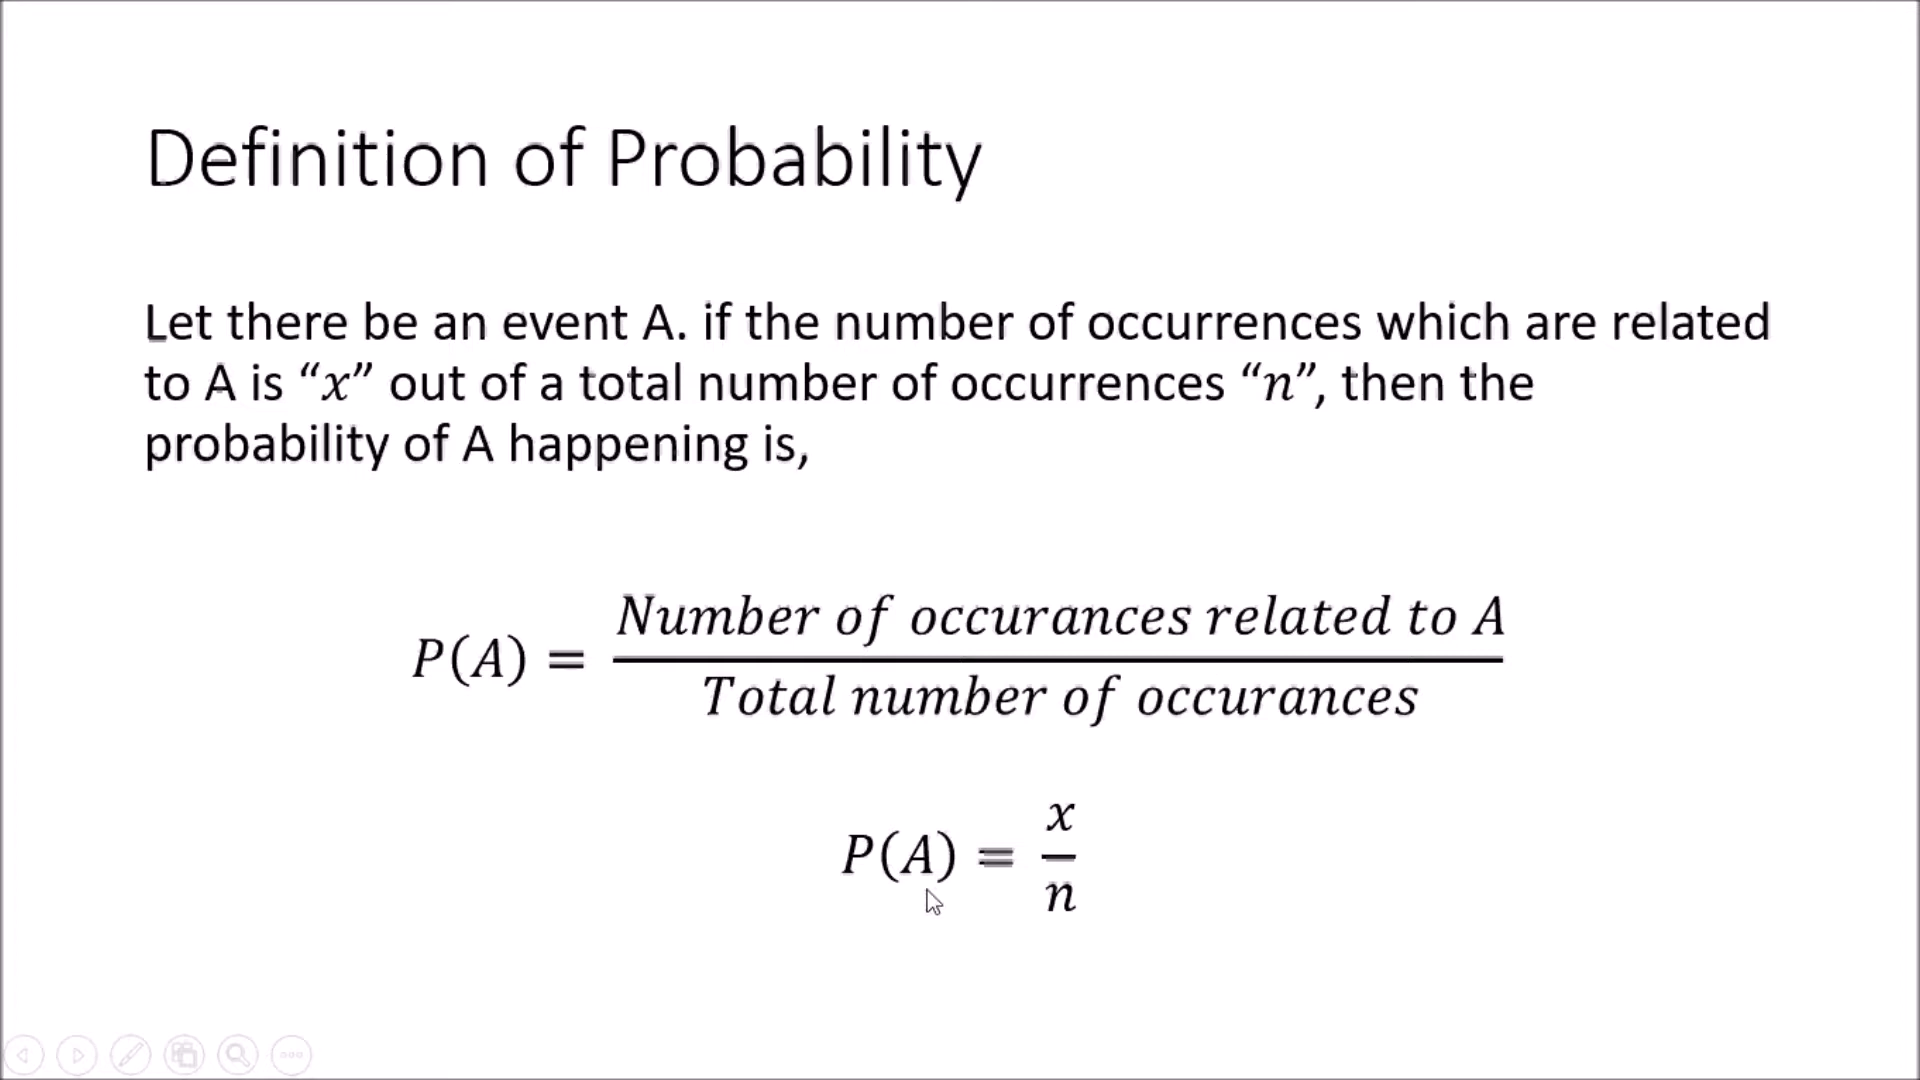 Definition of Probability
Let there be an event A. if the number of occurrences which are related
to A is “x” out of a total number of occurrences “n”, then the
probability of A happening is,
P(A) = Number of occurances related to A / Total number of occurances
P(A) = x / n